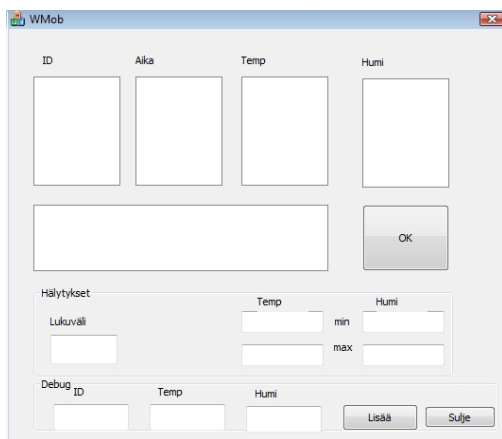 WMob
ID Aika Temp Humi
OK
Hälytykset
Temp Humi
Lukuväli min
max
Debug
ID Temp Humi
Lisää Sulje